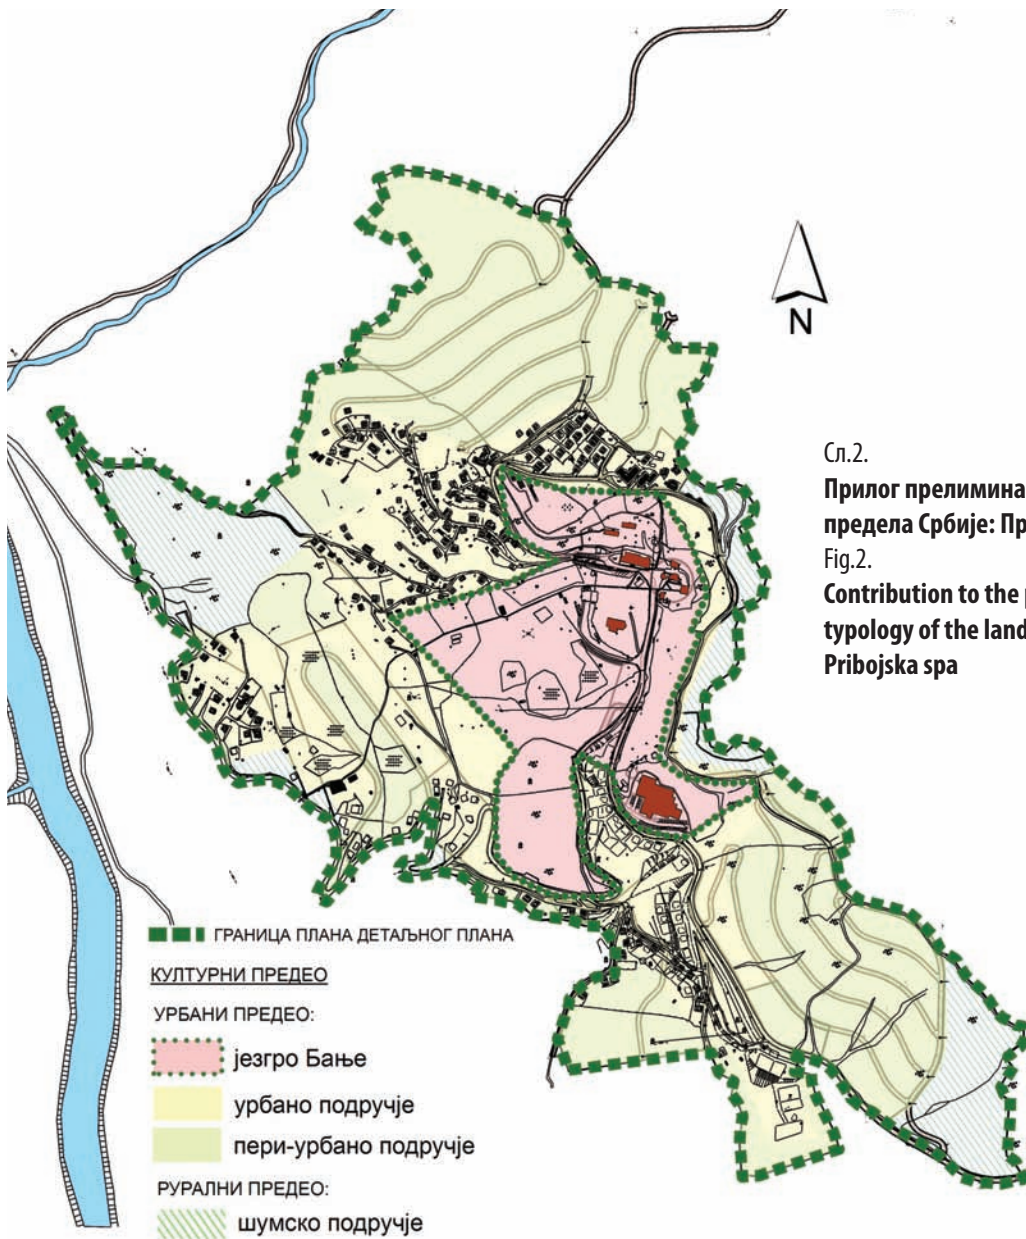 N
Сл.2.
Прилог прелимина
предела Србије: Пр
Fig.2.
Contribution to the
typology of the land
Pribojska spa
ГРАНИЦА ПЛАНА ДЕТАЉНОГ ПЛАНА
КУЛТУРНИ ПРЕДЕО
УРБАНИ ПРЕДЕО:
језгро Бање
урбано подручје
пери-урбано подручје
РУРАЛНИ ПРЕДЕО:
шумско подручје